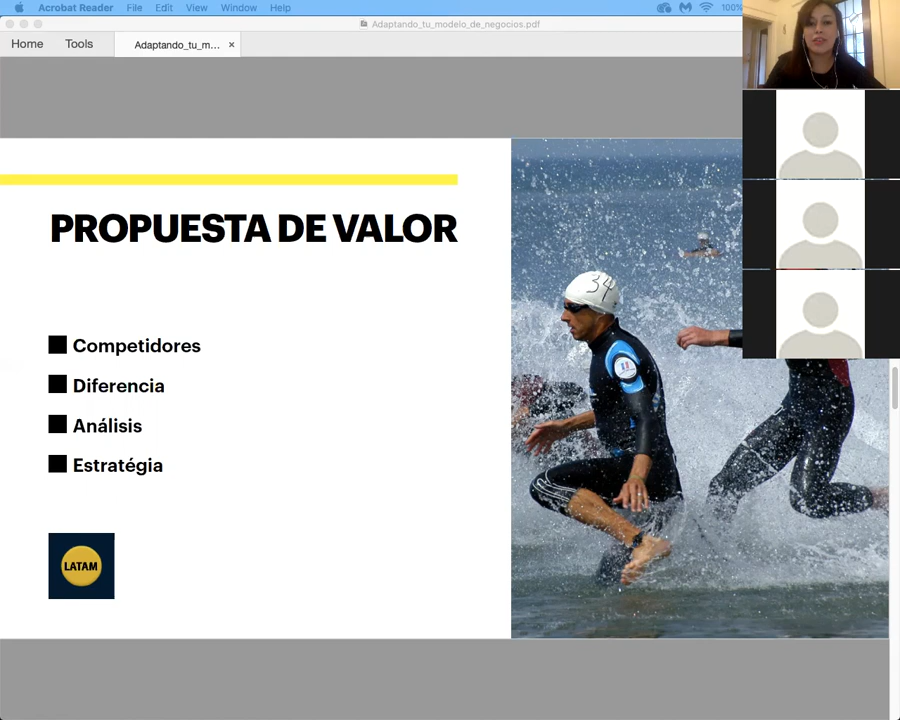 Acrobat Reader File Edit View Window Help 100%
Adaptando_tu_modelo_de_negocios.pdf
Home Tools Adaptando_tu_m... ×
PROPUESTA DE VALOR
34
Competidores
Diferencia
Análisis
Estratégia
LATAM